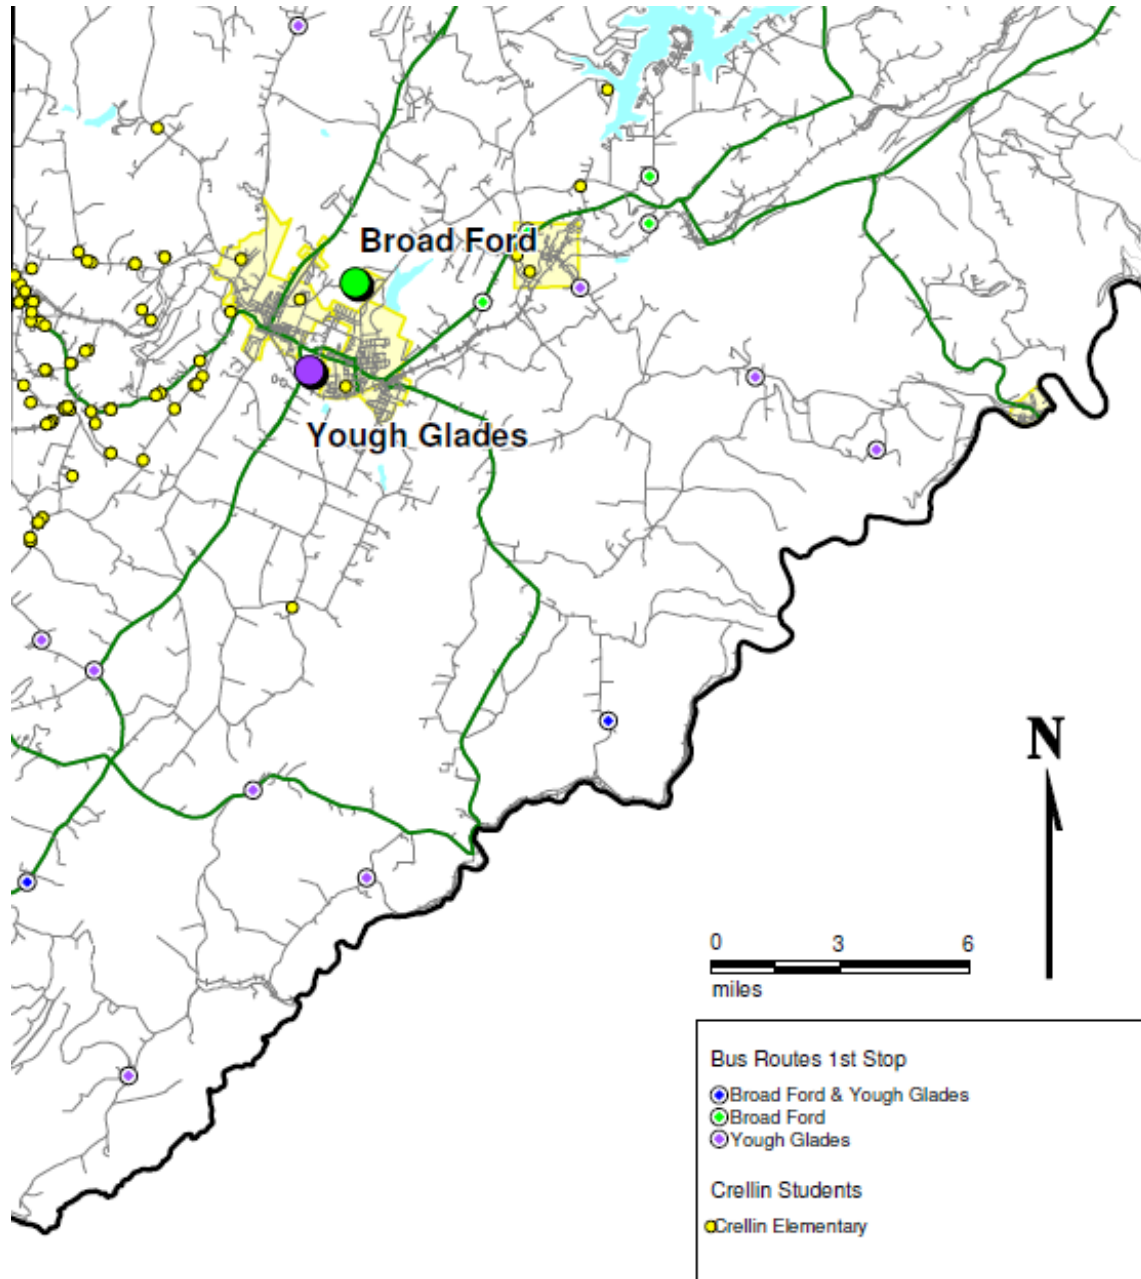 Broad Ford
Yough Glades
N
0 3 6
miles
Bus Routes 1st Stop
Broad Ford & Yough Glades
Broad Ford
Yough Glades
Crellin Students
Crellin Elementary